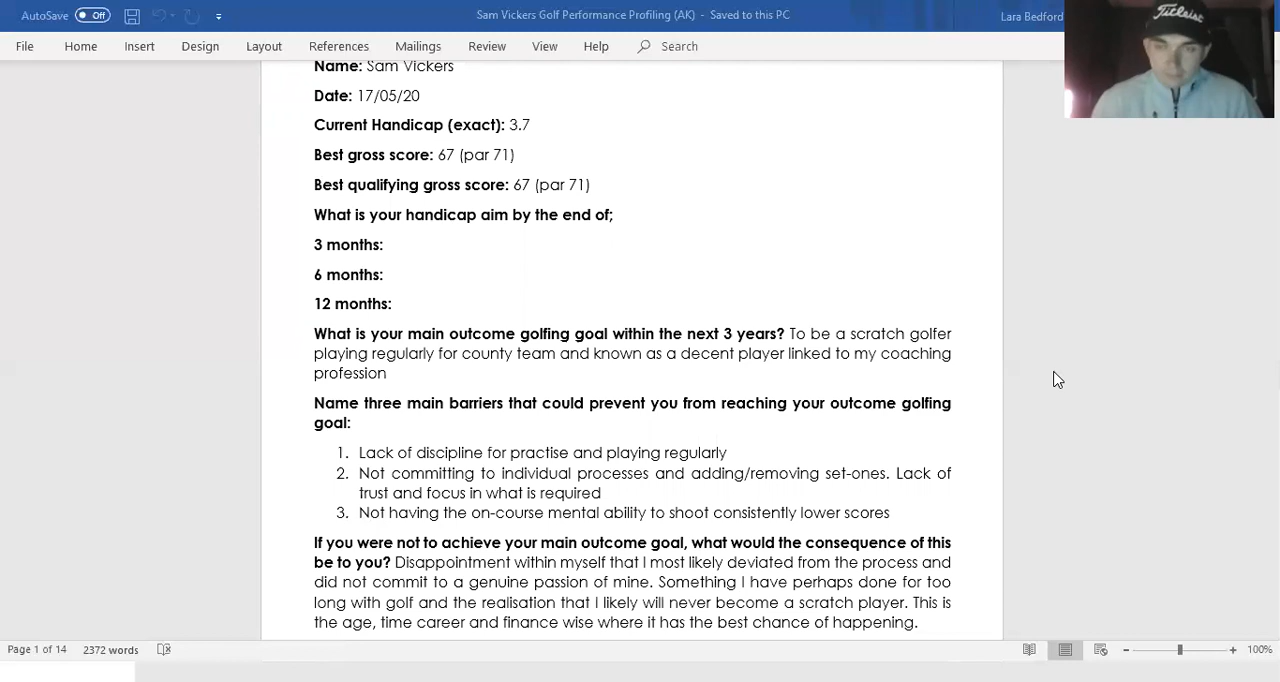 AutoSave Off Sam Vickers Golf Performance Profiling (AK) - Saved to this PC Lara Bedford
Titleist
File Home Insert Design Layout References Mailings Review View Help Search
Name: Sam Vickers
Date: 17/05/20
Current Handicap (exact): 3.7
Best gross score: 67 (par 71)
Best qualifying gross score: 67 (par 71)
What is your handicap aim by the end of;
3 months:
6 months:
12 months:
What is your main outcome golfing goal within the next 3 years? To be a scratch golfer
playing regularly for county team and known as a decent player linked to my coaching
profession
Name three main barriers that could prevent you from reaching your outcome golfing
goal:
1. Lack of discipline for practise and playing regularly
2. Not committing to individual processes and adding/removing set-ones. Lack of
trust and focus in what is required
3. Not having the on-course mental ability to shoot consistently lower scores
If you were not to achieve your main outcome goal, what would the consequence of this
be to you? Disappointment within myself that I most likely deviated from the process and
did not commit to a genuine passion of mine. Something I have perhaps done for too
long with golf and the realisation that I likely will never become a scratch player. This is
the age, time career and finance wise where it has the best chance of happening.
Page 1 of 14 2372 words 100%